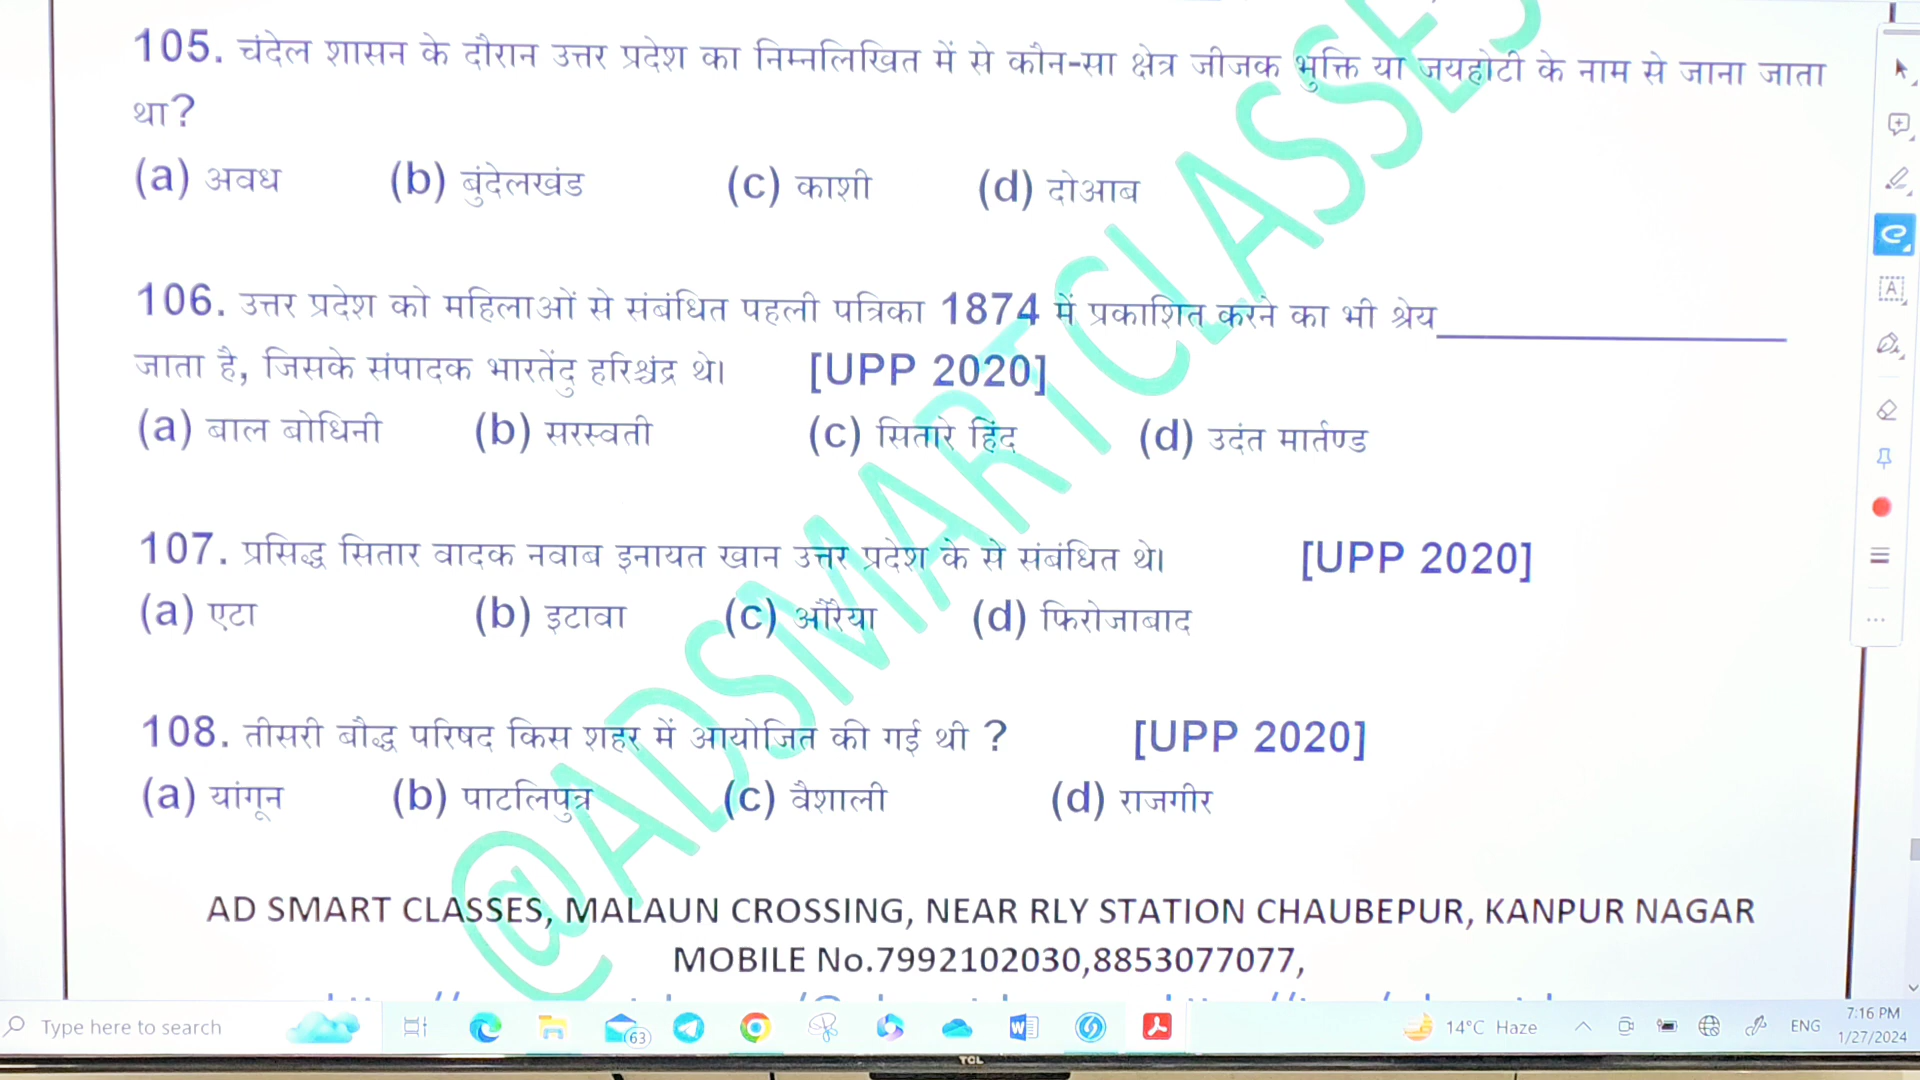 105. चंदेल शासन के दौरान उत्तर प्रदेश का निम्नलिखित में से कौन-सा क्षेत्र जीजक भुक्ति या जयहोटी के नाम से जाना जाता
था?
(a) अवध (b) बुंदेलखंड (c) काशी (d) दोआब
106. उत्तर प्रदेश को महिलाओं से संबंधित पहली पत्रिका 1874 में प्रकाशित करने का भी श्रेय____________
जाता है, जिसके संपादक भारतेंदु हरिश्चंद्र थे। [UPP 2020]
(a) बाल बोधिनी (b) सरस्वती (c) सितारे हिंद (d) उदंत मार्तण्ड
107. प्रसिद्ध सितार वादक नवाब इनायत खान उत्तर प्रदेश के से संबंधित थे। [UPP 2020]
(a) एटा (b) इटावा (c) औरैया (d) फिरोजाबाद
108. तीसरी बौद्ध परिषद किस शहर में आयोजित की गई थी ? [UPP 2020]
(a) यांगून (b) पाटलिपुत्र (c) वैशाली (d) राजगीर
@ADSMARTCLASSES
AD SMART CLASSES, MALAUN CROSSING, NEAR RLY STATION CHAUBEPUR, KANPUR NAGAR
MOBILE No.7992102030,8853077077,
Type here to search 63 14°C Haze ENG 7:16 PM
1/27/2024
TCL